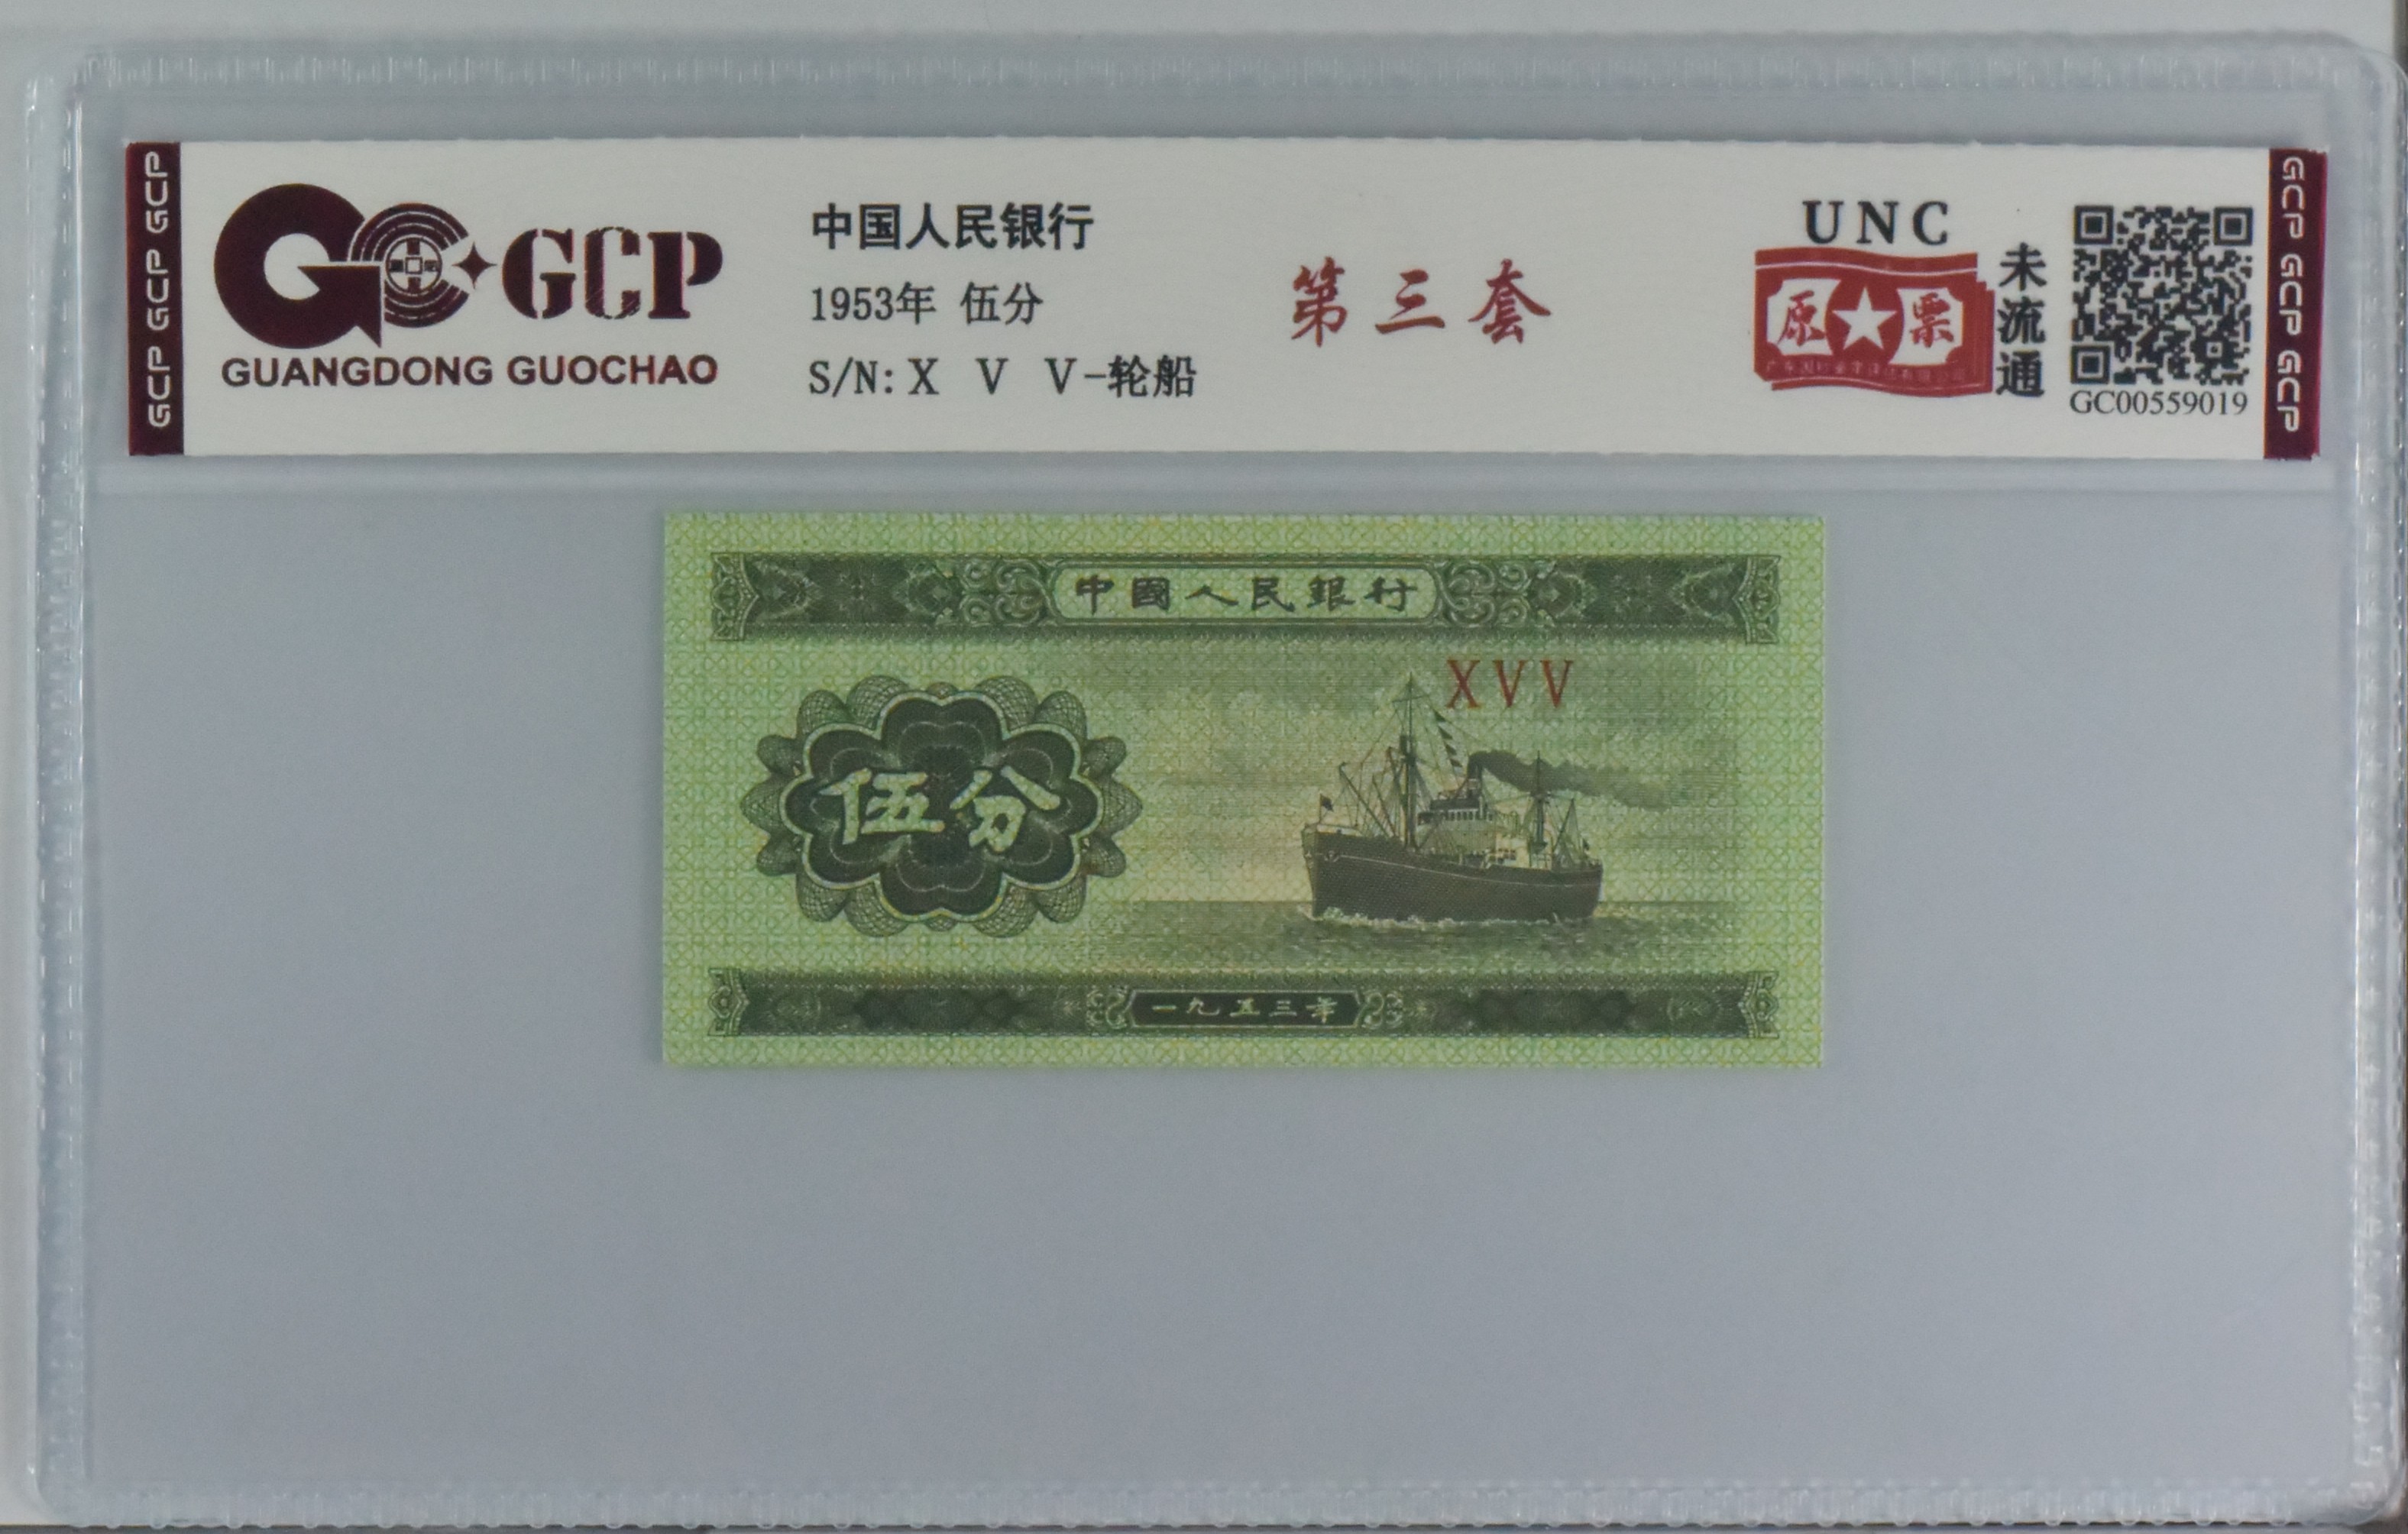 GCP GCP GCP
GCP
GUANGDONG GUOCHAO
中国人民银行
1953年 伍分
S/N: X V V-轮船
第三套
UNC
原★票
未流通
GC00559019
GCP GCP GCP
中國人民銀行
XVV
伍分
一九五三年